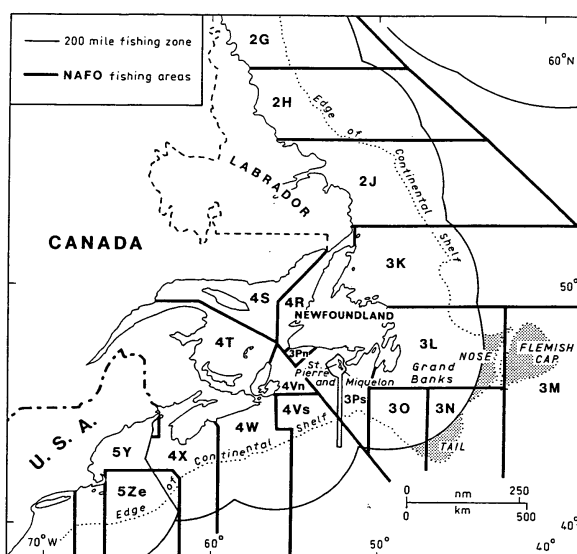 200 mile fishing zone
NAFO fishing areas
2G
60°N
2H
Edge of Continental Shelf
2J
LABRADOR
CANADA
3K
50°
4S
4R
NEWFOUNDLAND
4T
3Pn
3L
NOSE
FLEMISH
CAP
St.
Pierre
and
Miquelon
Grand
Banks
3M
4Vn
3Ps
4Vs
3O
3N
4W
U.S.A.
5Y
4X
TAIL
Edge of Continental Shelf
5Ze
0 nm 250
0 km 500
70°W
60°
50°
40°
40°